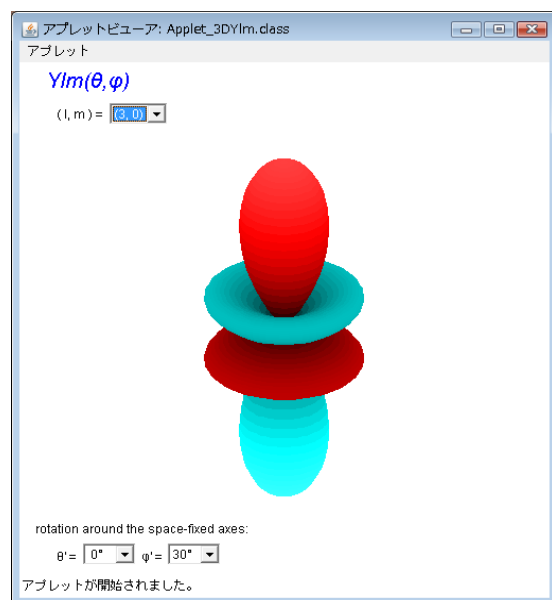 アプレットビューア: Applet_3DYlm.class
アプレット
Ylm(θ,φ)
( l, m ) = (3, 0)
rotation around the space-fixed axes:
θ'= 0° φ'= 30°
アプレットが開始されました。